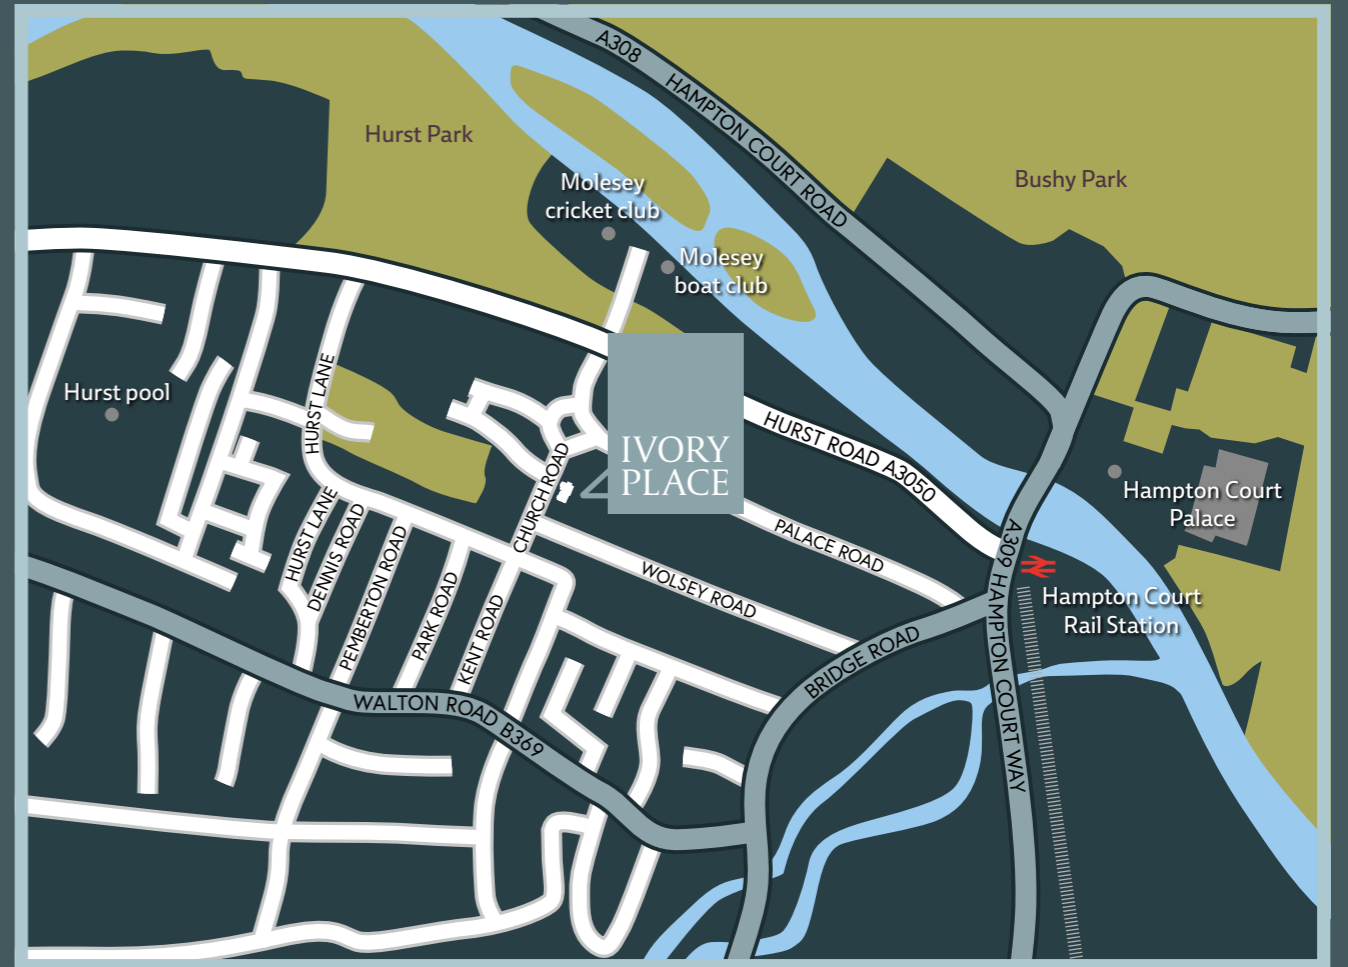 A308
HAMPTON COURT ROAD
Hurst Park
Bushy Park
Molesey
cricket club
Molesey
boat club
Hurst pool
HURST LANE
IVORY
PLACE
HURST ROAD A3050
CHURCH ROAD
Hampton Court
Palace
HURST LANE
DENNIS ROAD
PEMBERTON ROAD
PARK ROAD
KENT ROAD
WOLSEY ROAD
PALACE ROAD
A309 HAMPTON COURT WAY
Hampton Court
Rail Station
BRIDGE ROAD
WALTON ROAD B369